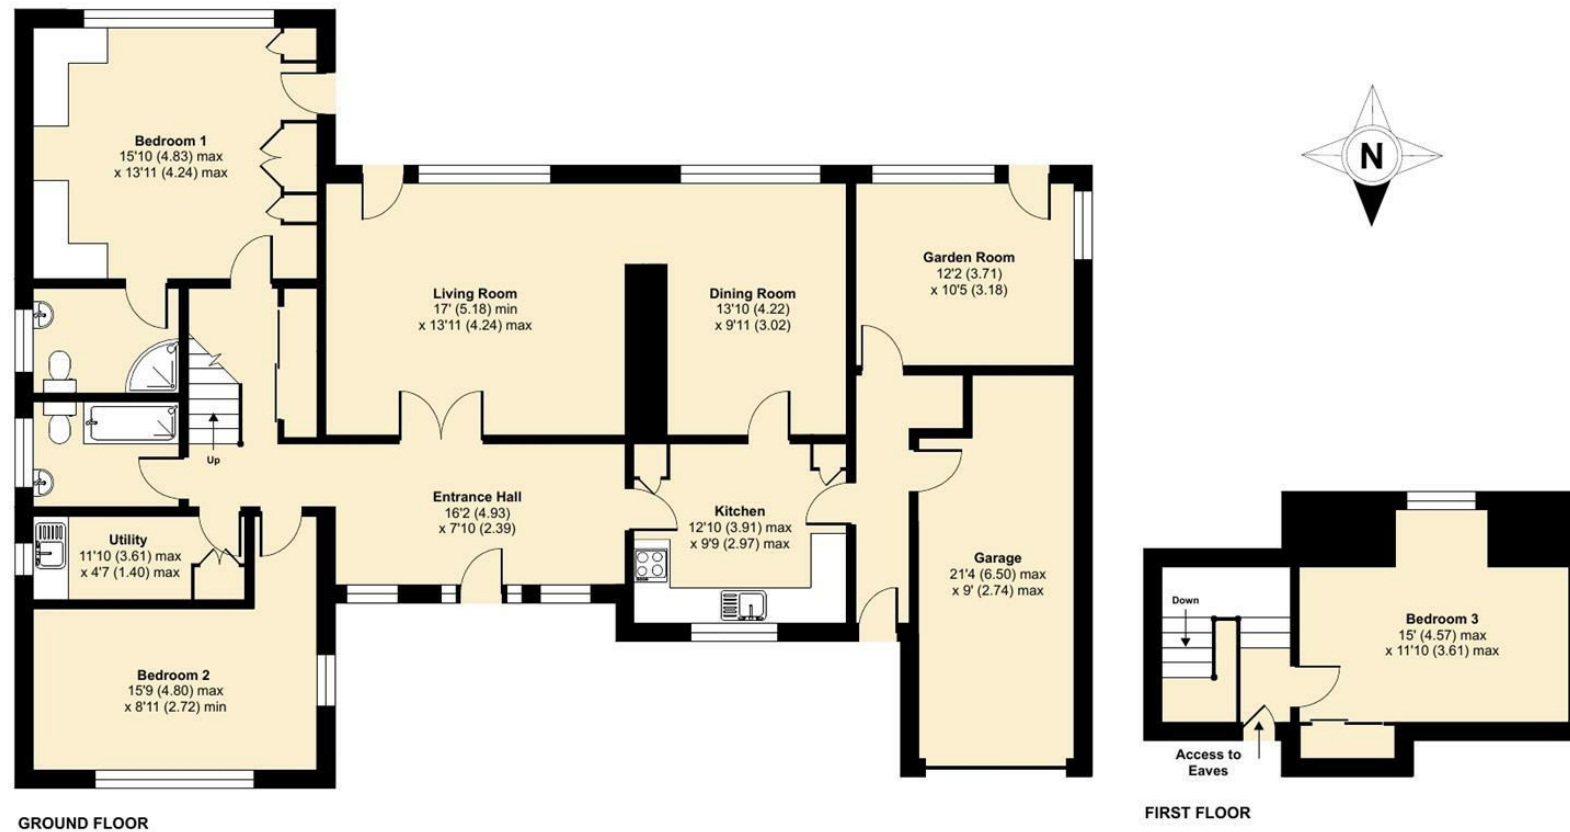 Bedroom 1
15'10 (4.83) max
x 13'11 (4.24) max
N
Living Room
17' (5.18) min
x 13'11 (4.24) max
Dining Room
13'10 (4.22)
x 9'11 (3.02)
Garden Room
12'2 (3.71)
x 10'5 (3.18)
Up
Entrance Hall
16'2 (4.93)
x 7'10 (2.39)
Kitchen
12'10 (3.91) max
x 9'9 (2.97) max
Utility
11'10 (3.61) max
x 4'7 (1.40) max
Garage
21'4 (6.50) max
x 9' (2.74) max
Bedroom 2
15'9 (4.80) max
x 8'11 (2.72) min
Down
Bedroom 3
15' (4.57) max
x 11'10 (3.61) max
Access to
Eaves
GROUND FLOOR
FIRST FLOOR